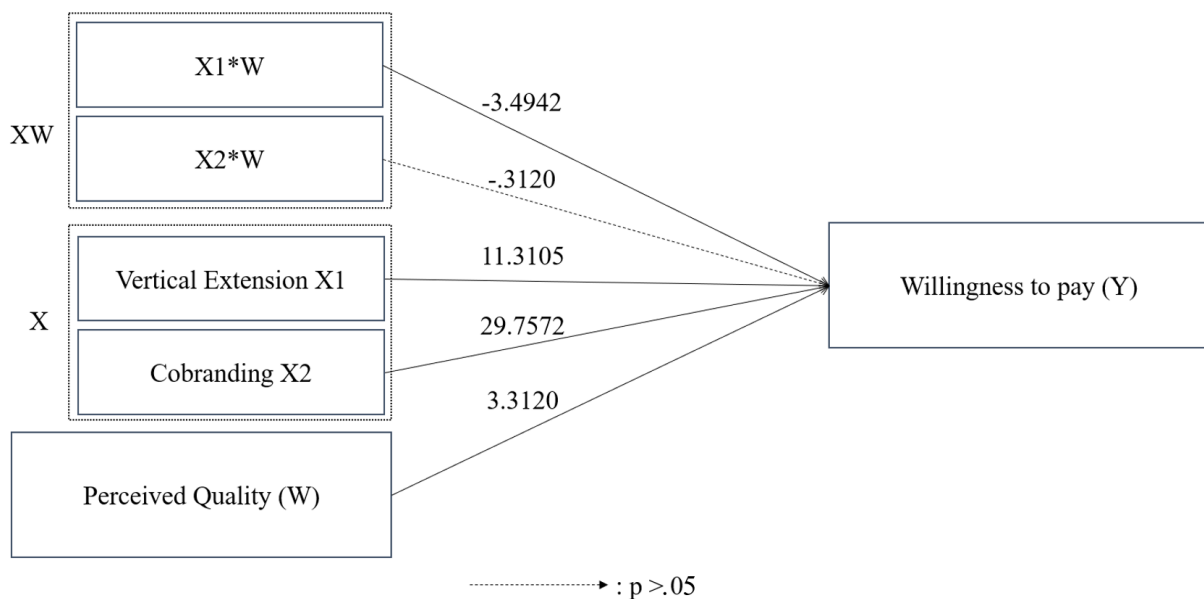 X1*W
-3.4942
XW
X2*W
-.3120
Vertical Extension X1
11.3105
Willingness to pay (Y)
X
29.7572
Cobranding X2
3.3120
Perceived Quality (W)
: p >.05